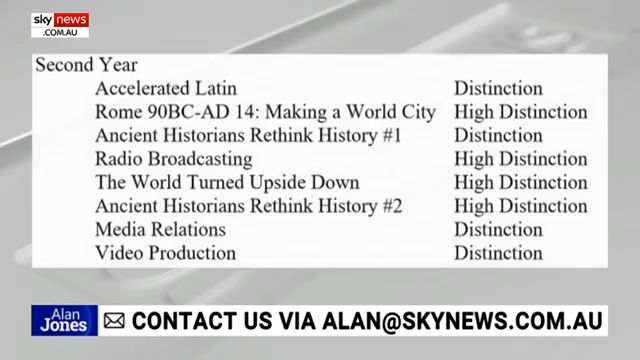 sky news
.COM.AU
Second Year
Accelerated Latin Distinction
Rome 90BC-AD 14: Making a World City High Distinction
Ancient Historians Rethink History #1 Distinction
Radio Broadcasting High Distinction
The World Turned Upside Down High Distinction
Ancient Historians Rethink History #2 High Distinction
Media Relations Distinction
Video Production Distinction
Alan
Jones
CONTACT US VIA ALAN@SKYNEWS.COM.AU